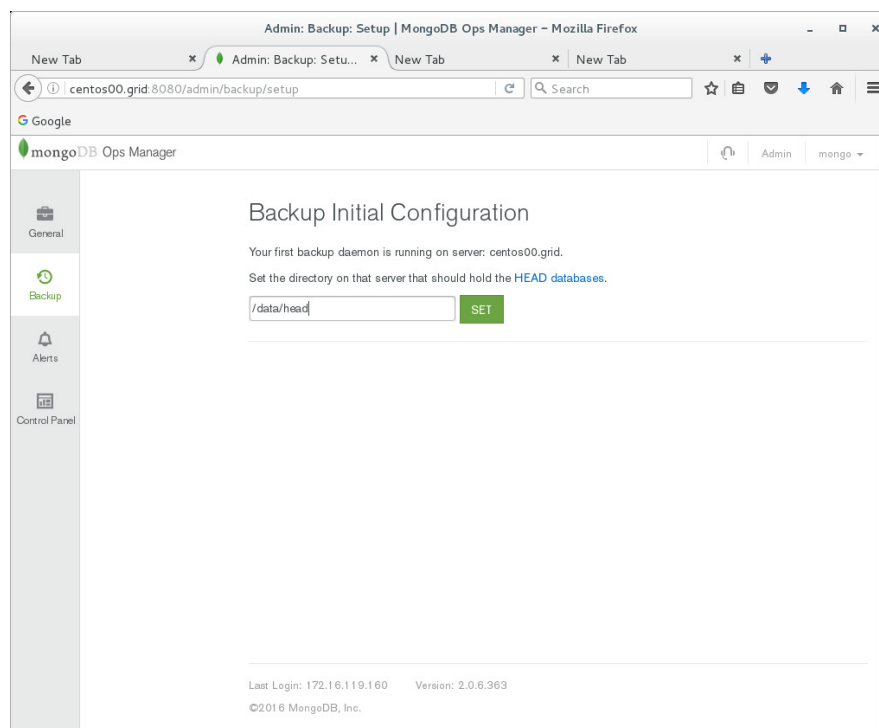 Admin: Backup: Setup | MongoDB Ops Manager - Mozilla Firefox
New Tab Admin: Backup: Setu... New Tab New Tab
centos00.grid:8080/admin/backup/setup Search
G Google
mongoDB Ops Manager Admin mongo
General
Backup
Alerts
Control Panel
Backup Initial Configuration
Your first backup daemon is running on server: centos00.grid.
Set the directory on that server that should hold the HEAD databases.
/data/head SET
Last Login: 172.16.119.160 Version: 2.0.6.363
©2016 MongoDB, Inc.